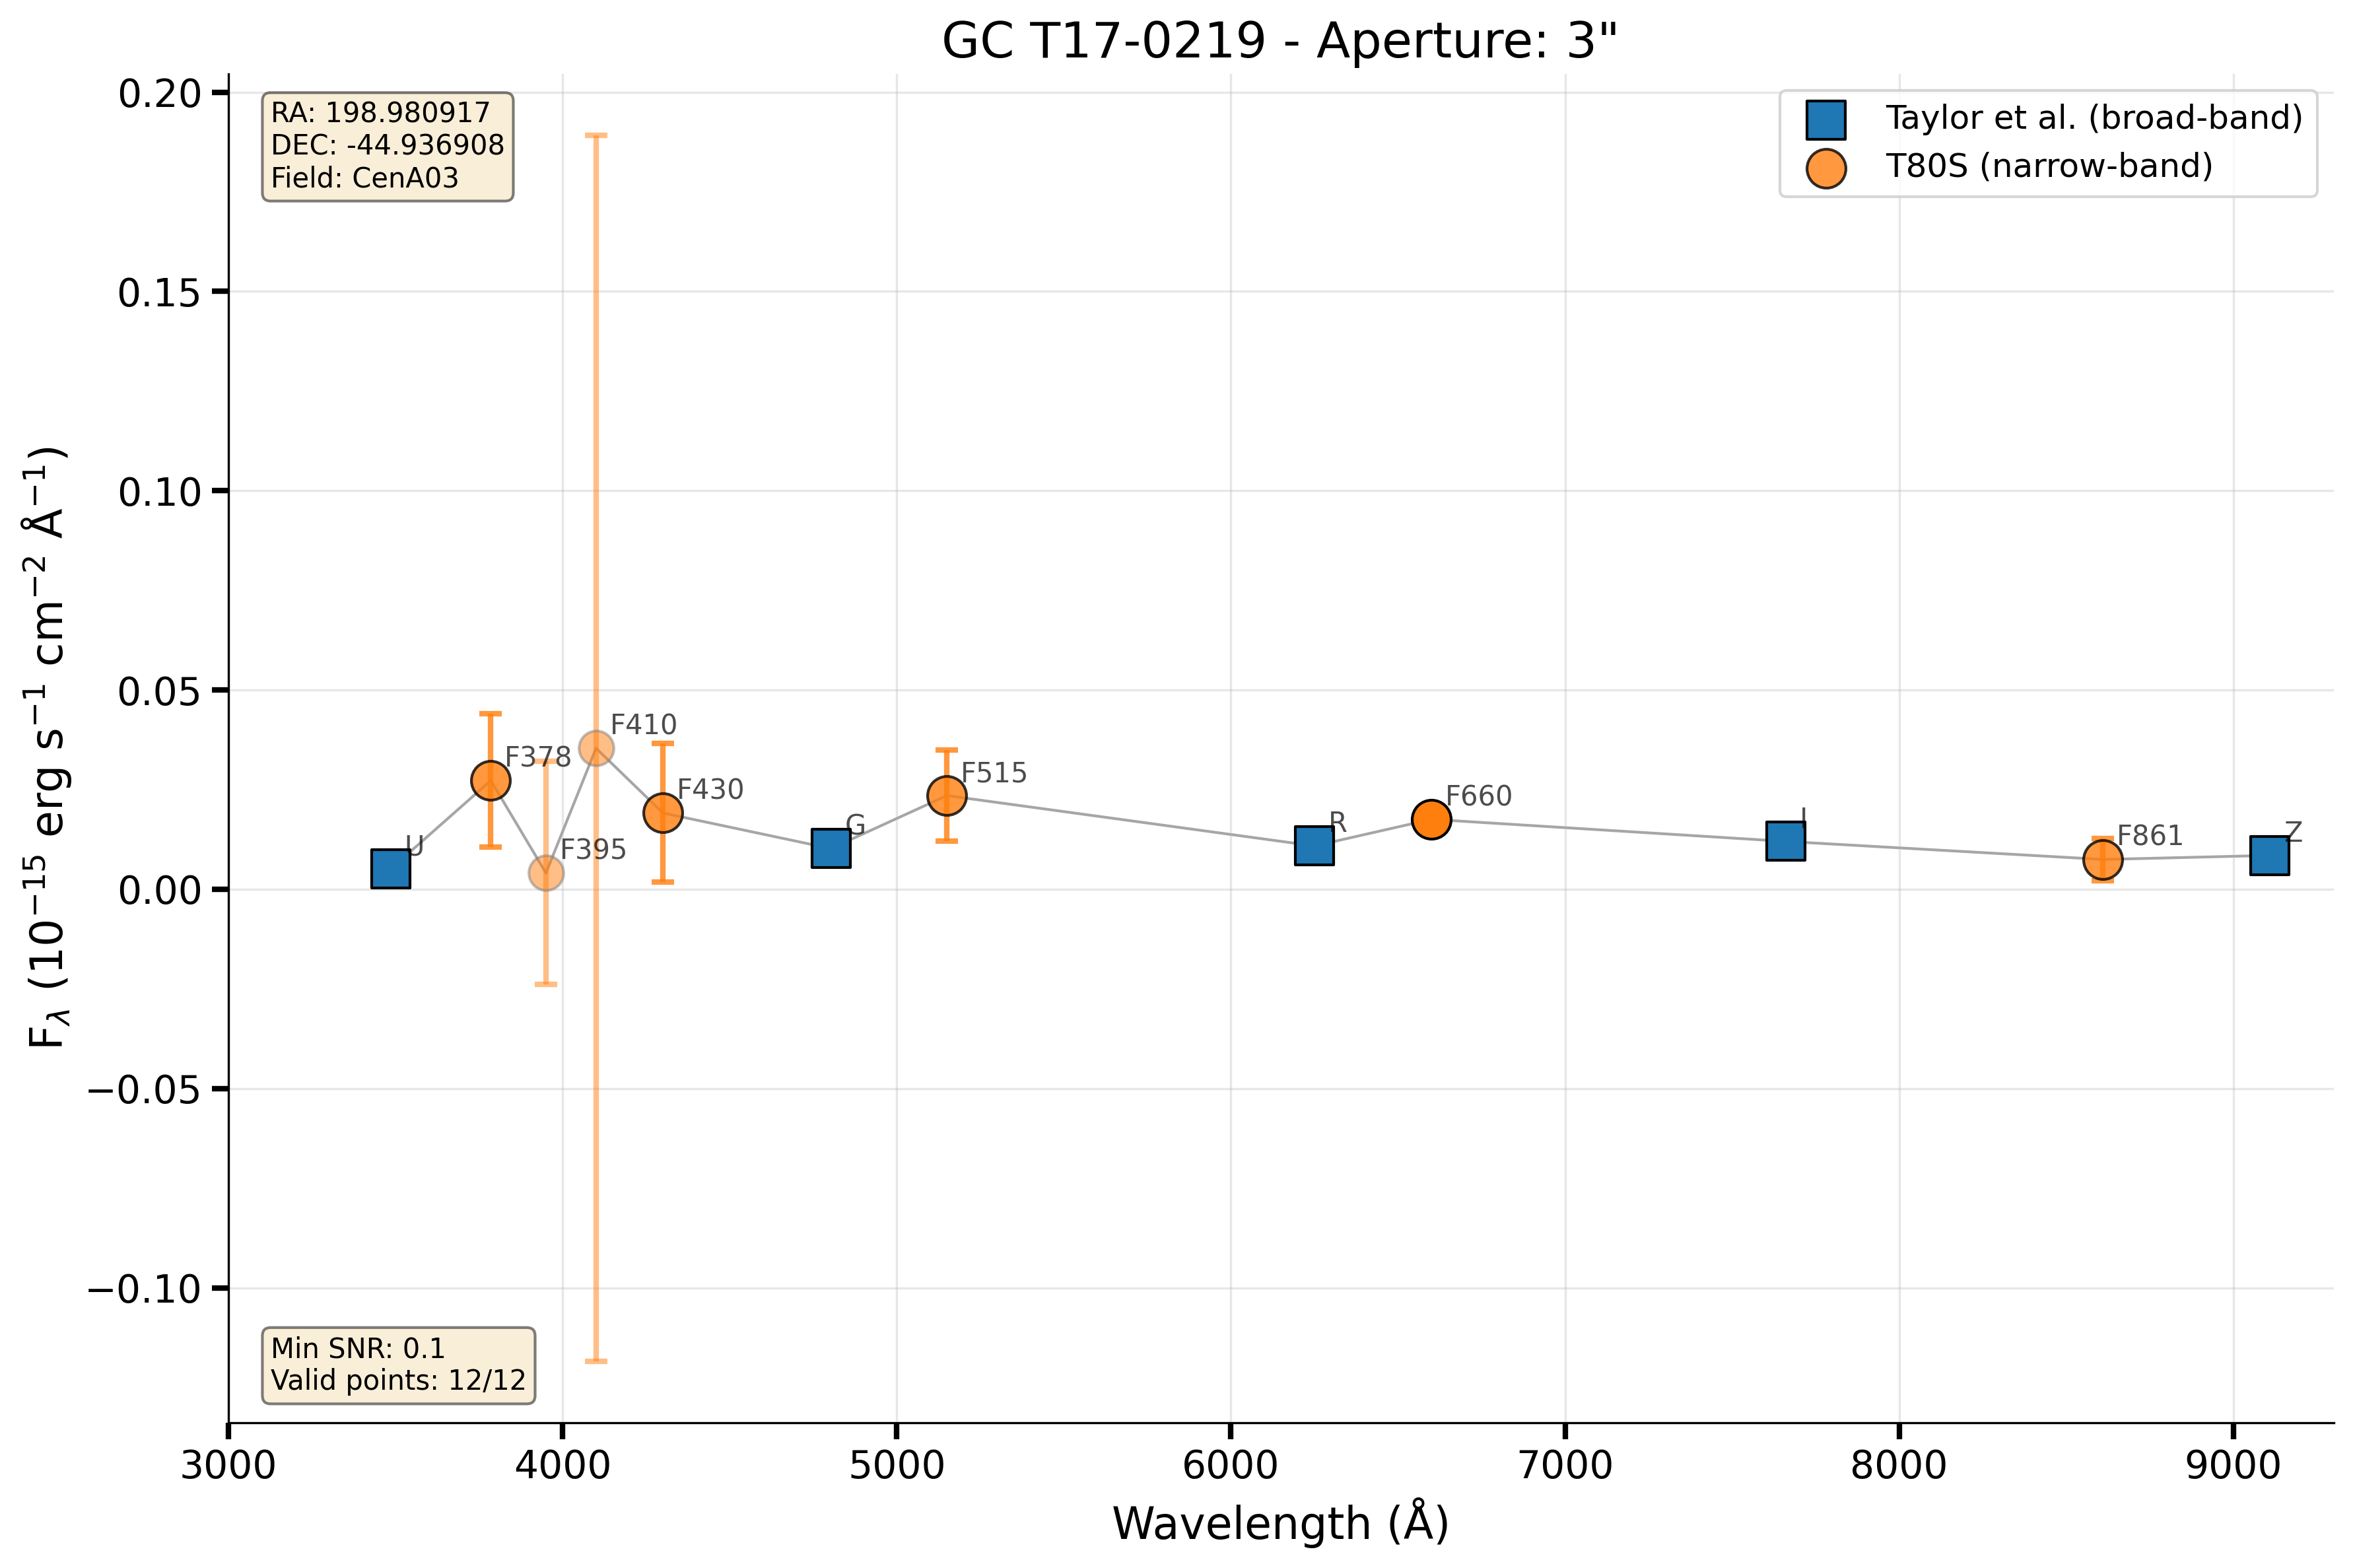 GC T17-0219 - Aperture: 3"
RA: 198.980917
DEC: -44.936908
Field: CenA03
Taylor et al. (broad-band)
T80S (narrow-band)
F$_λ$ (10$^{−15}$ erg s$^{−1}$ cm$^{−2}$ Å$^{−1}$)
0.20
0.15
0.10
0.05
0.00
−0.05
−0.10
U
F378
F395
F410
F430
G
F515
R
F660
I
F861
Z
Min SNR: 0.1
Valid points: 12/12
3000 4000 5000 6000 7000 8000 9000
Wavelength (Å)